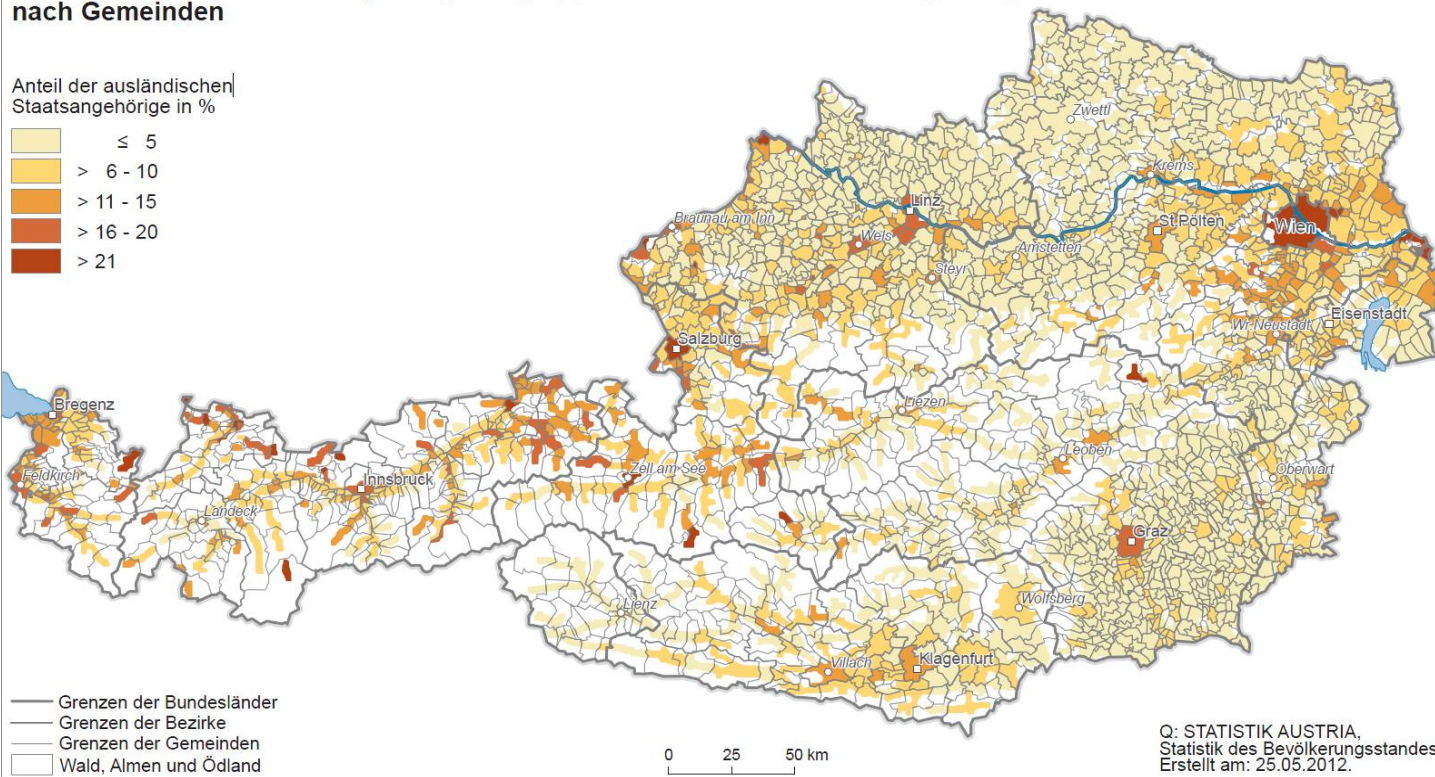 nach Gemeinden
Anteil der ausländischen
Staatsangehörige in %
≤ 5
> 6 - 10
> 11 - 15
> 16 - 20
> 21
Zwettl
Krems
Linz
Braunau am Inn
Wels
St.Pölten
Wien
Amstetten
Steyr
Eisenstadt
Wr.Neustadt
Salzburg
Bregenz
Liezen
Leoben
Feldkirch
Zell am See
Oberwart
Innsbruck
Landeck
Graz
Lienz
Wolfsberg
Villach
Klagenfurt
Grenzen der Bundesländer
Grenzen der Bezirke
Grenzen der Gemeinden
Wald, Almen und Ödland
0 25 50 km
Q: STATISTIK AUSTRIA,
Statistik des Bevölkerungsstandes
Erstellt am: 25.05.2012.